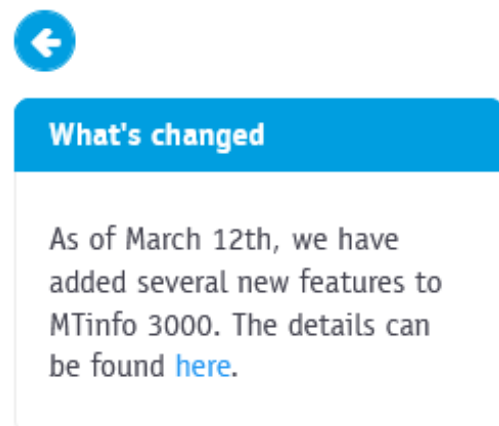 What's changed
As of March 12th, we have
added several new features to
MTinfo 3000. The details can
be found here.